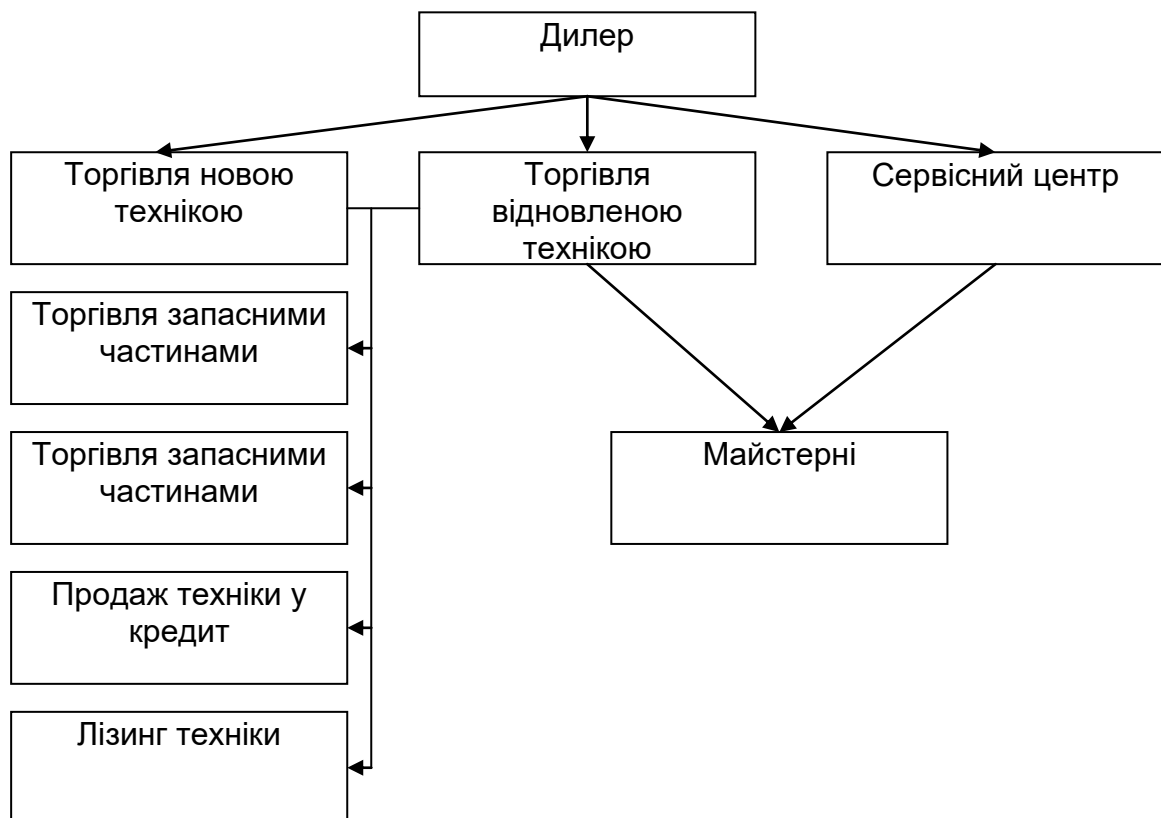 Дилер
Торгівля новою
технікою
Торгівля
відновленою
технікою
Сервісний центр
Торгівля запасними
частинами
Торгівля запасними
частинами
Майстерні
Продаж техніки у
кредит
Лізинг техніки